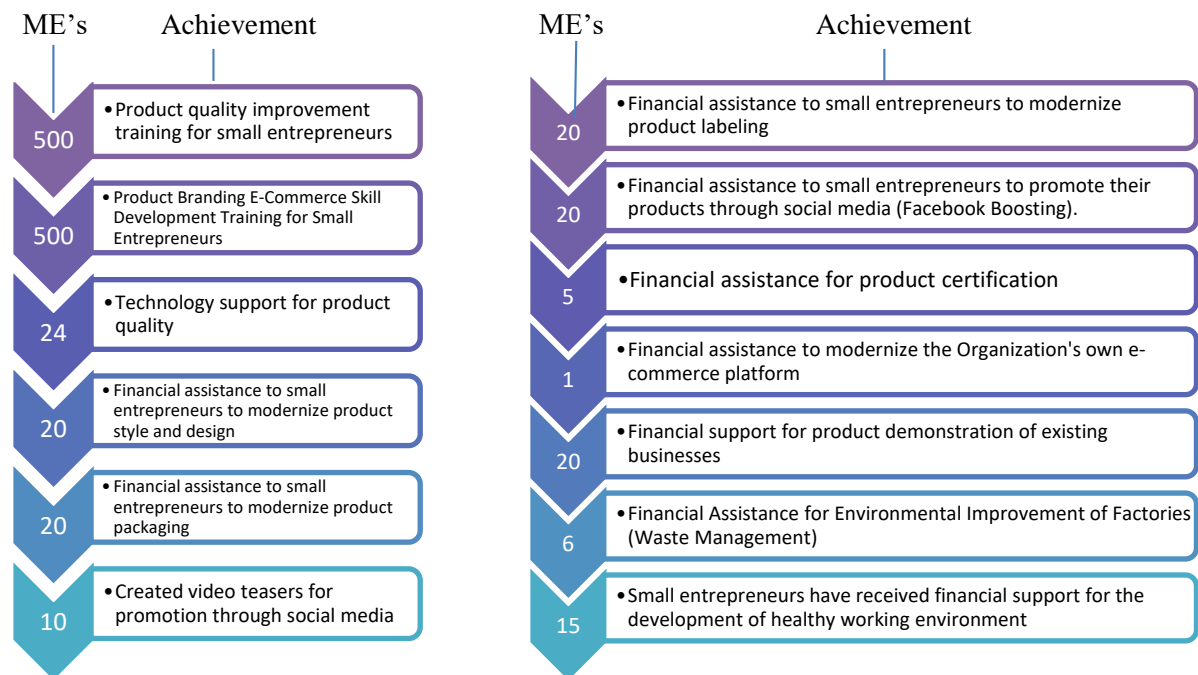 ME’s Achievement
500
•Product quality improvement
training for small entrepreneurs
500
•Product Branding E-Commerce Skill
Development Training for Small
Entrepreneurs
24
•Technology support for product
quality
20
•Financial assistance to small
entrepreneurs to modernize product
style and design
20
•Financial assistance to small
entrepreneurs to modernize product
packaging
10
•Created video teasers for
promotion through social media
ME’s Achievement
20
•Financial assistance to small entrepreneurs to modernize
product labeling
20
•Financial assistance to small entrepreneurs to promote their
products through social media (Facebook Boosting).
5
•Financial assistance for product certification
1
•Financial assistance to modernize the Organization's own e-
commerce platform
20
•Financial support for product demonstration of existing
businesses
6
•Financial Assistance for Environmental Improvement of Factories
(Waste Management)
15
•Small entrepreneurs have received financial support for the
development of healthy working environment